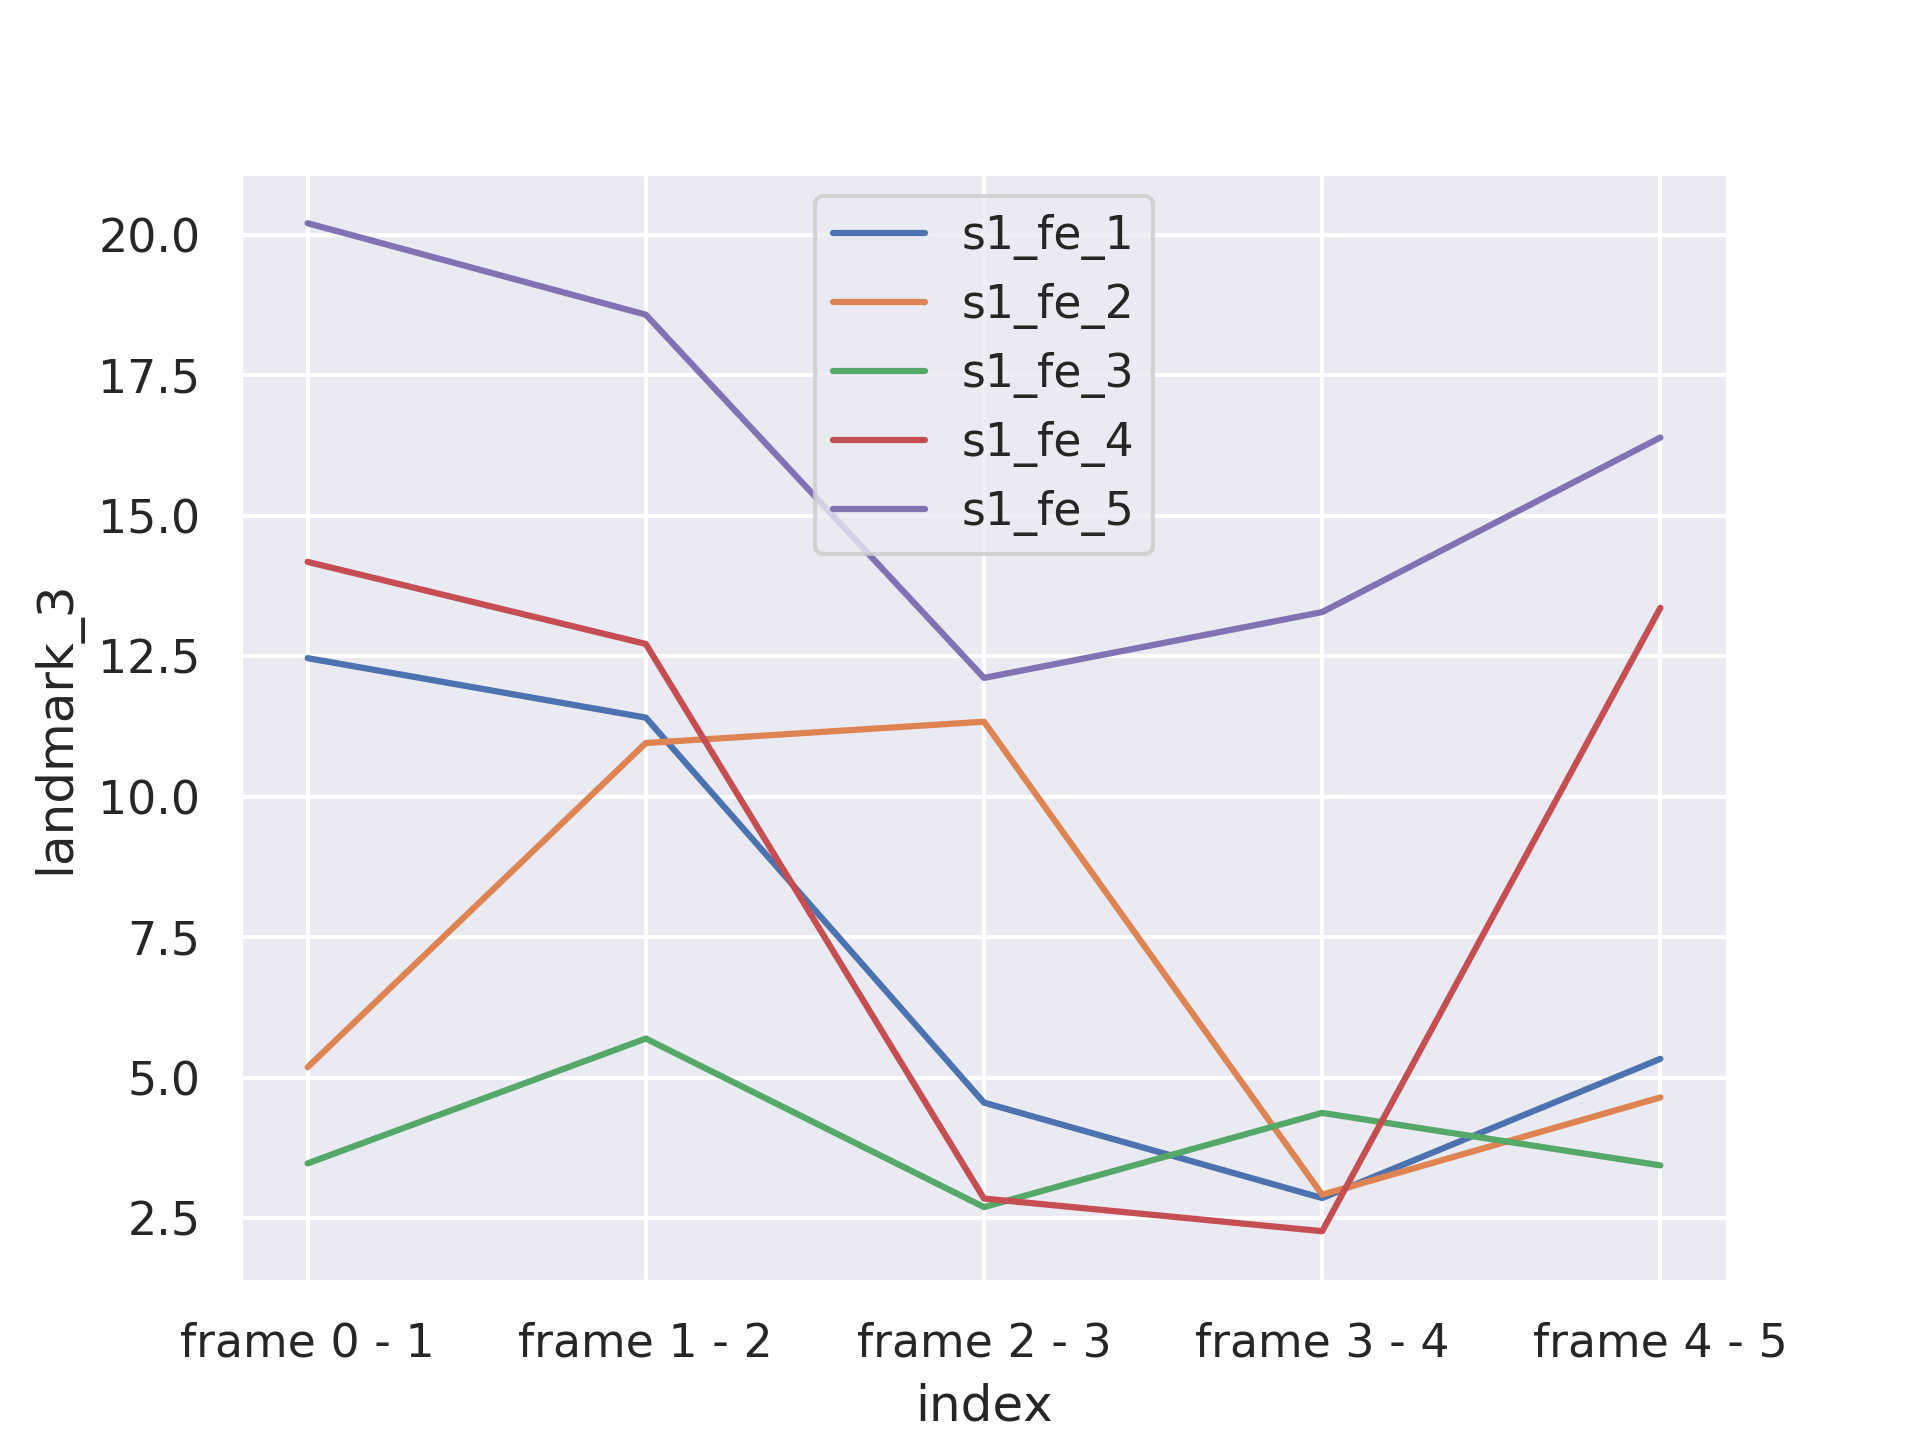 s1_fe_1
s1_fe_2
s1_fe_3
s1_fe_4
s1_fe_5
landmark_3
20.0
17.5
15.0
12.5
10.0
7.5
5.0
2.5
frame 0 - 1
frame 1 - 2
frame 2 - 3
frame 3 - 4
frame 4 - 5
index